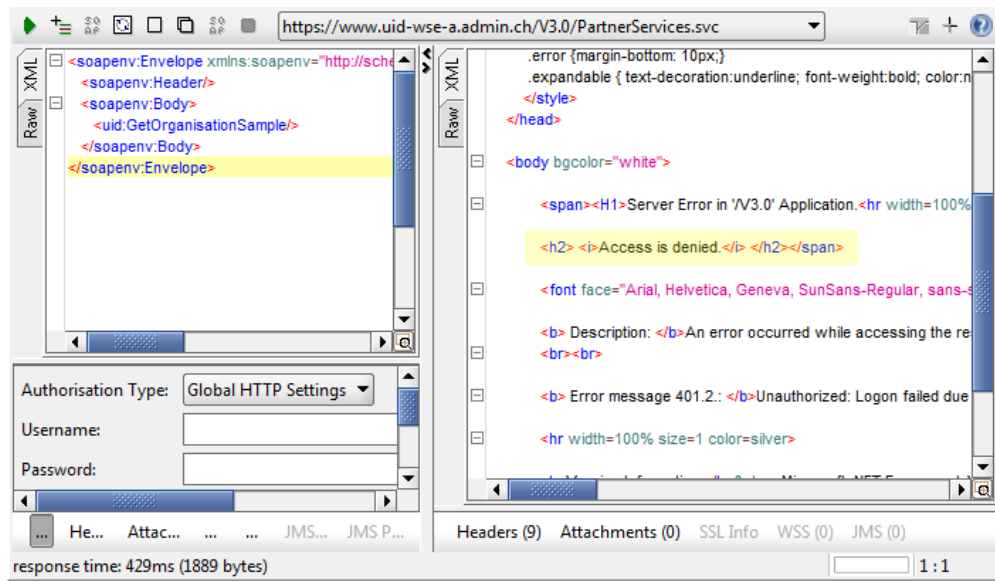 https://www.uid-wse-a.admin.ch/V3.0/PartnerServices.svc
XML
Raw
<soapenv:Envelope xmlns:soapenv="http://sche
<soapenv:Header/>
<soapenv:Body>
<uid:GetOrganisationSample/>
</soapenv:Body>
</soapenv:Envelope>
Authorisation Type: Global HTTP Settings
Username:
Password:
... He... Attac... ... ... JMS... JMS P...
XML
Raw
.error {margin-bottom: 10px;}
.expandable { text-decoration:underline; font-weight:bold; color:n
</style>
</head>
<body bgcolor="white">
<span><H1>Server Error in '/V3.0' Application.<hr width=100%
<h2> <i>Access is denied.</i> </h2></span>
<font face="Arial, Helvetica, Geneva, SunSans-Regular, sans-s
<b> Description: </b>An error occurred while accessing the re
<br><br>
<b> Error message 401.2.: </b>Unauthorized: Logon failed due
<hr width=100% size=1 color=silver>
Headers (9) Attachments (0) SSL Info WSS (0) JMS (0)
response time: 429ms (1889 bytes)
1 : 1